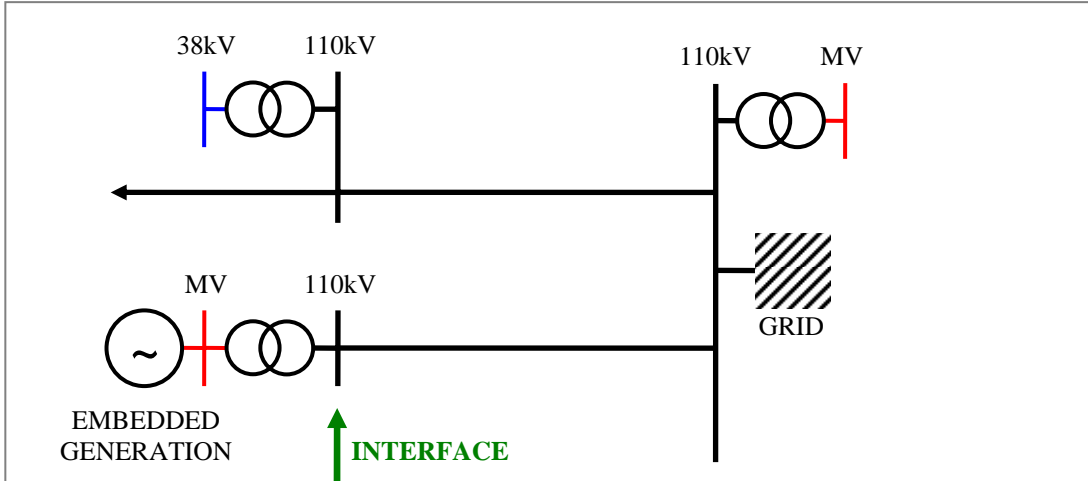 38kV 110kV
110kV MV
MV 110kV
GRID
~
EMBEDDED
GENERATION
INTERFACE